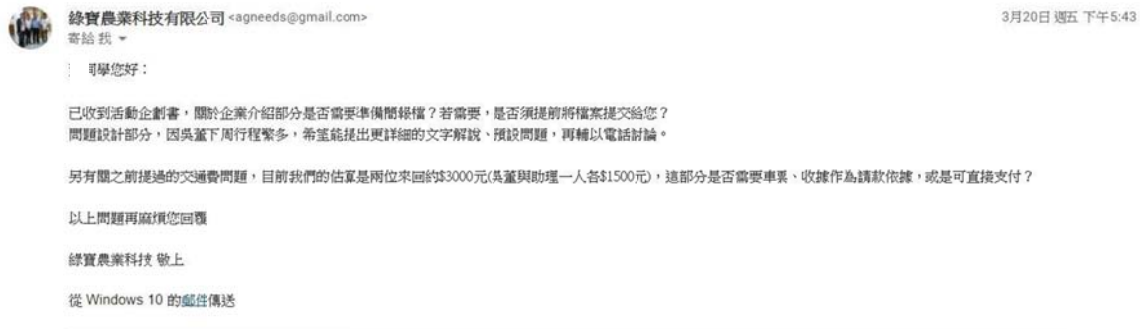 綠寶農業科技有限公司 <agneeds@gmail.com>
3月20日 週五 下午5:43
寄給 我
同學您好：
已收到活動企劃書，關於企業介紹部分是否需要準備簡報檔？若需要，是否須提前將檔案提交給您？
問題設計部分，因吳董下周行程繁多，希望能提出更詳細的文字解說、預設問題，再輔以電話討論。
另有關之前提過的交通費問題，目前我們的估算是兩位來回約$3000元(吳董與助理一人各$1500元)，這部分是否需要車票、收據作為請款依據，或是可直接支付？
以上問題再麻煩您回覆
綠寶農業科技 敬上
從 Windows 10 的郵件傳送